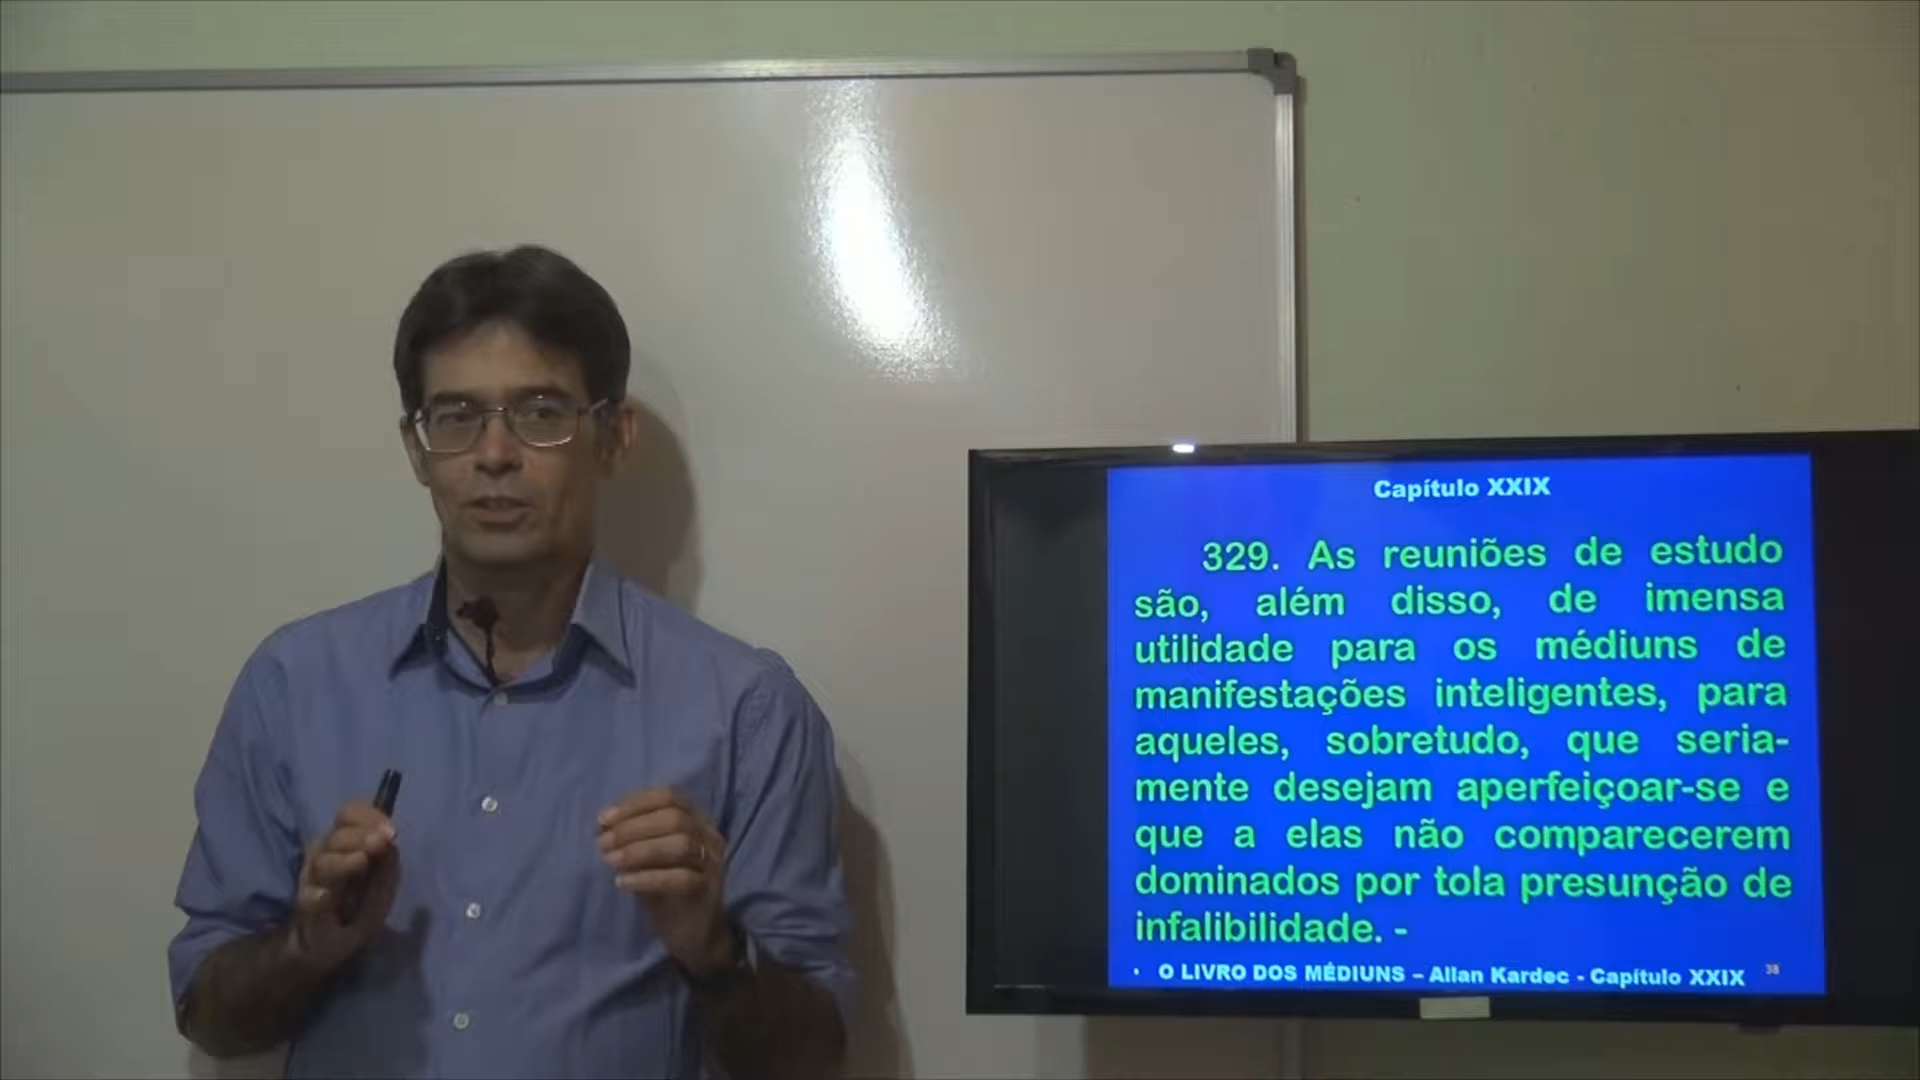 Capítulo XXIX
329. As reuniões de estudo
são, além disso, de imensa
utilidade para os médiuns de
manifestações inteligentes, para
aqueles, sobretudo, que seria-
mente desejam aperfeiçoar-se e
que a elas não comparecerem
dominados por tola presunção de
infalibilidade. -
• O LIVRO DOS MÉDIUNS – Allan Kardec - Capítulo XXIX 38